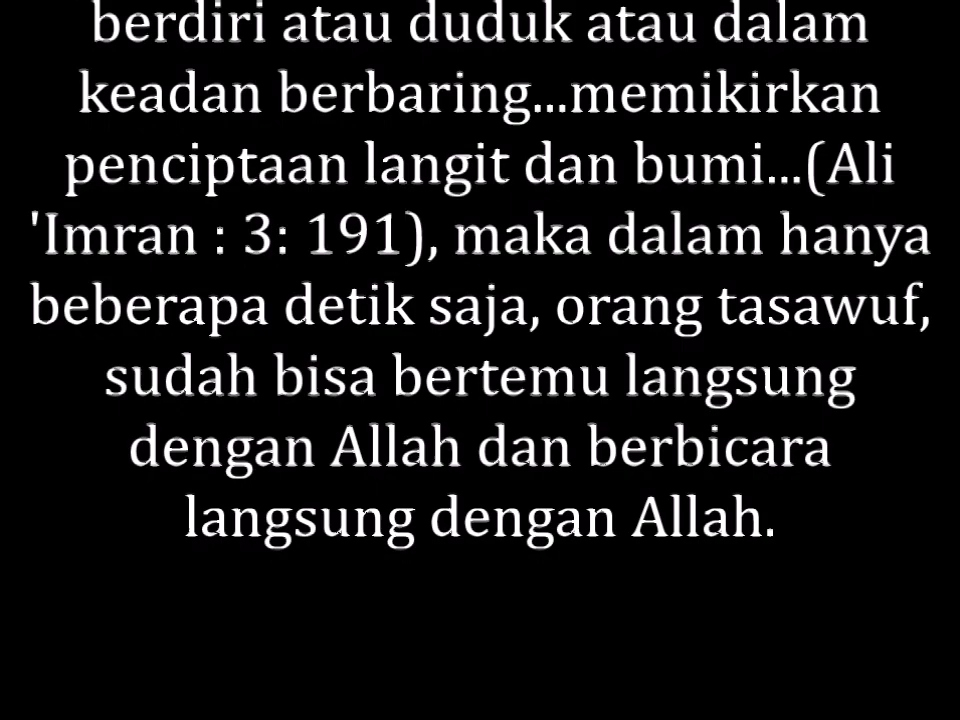 berdiri atau duduk atau dalam
keadan berbaring...memikirkan
penciptaan langit dan bumi...(Ali
'Imran : 3: 191), maka dalam hanya
beberapa detik saja, orang tasawuf,
sudah bisa bertemu langsung
dengan Allah dan berbicara
langsung dengan Allah.